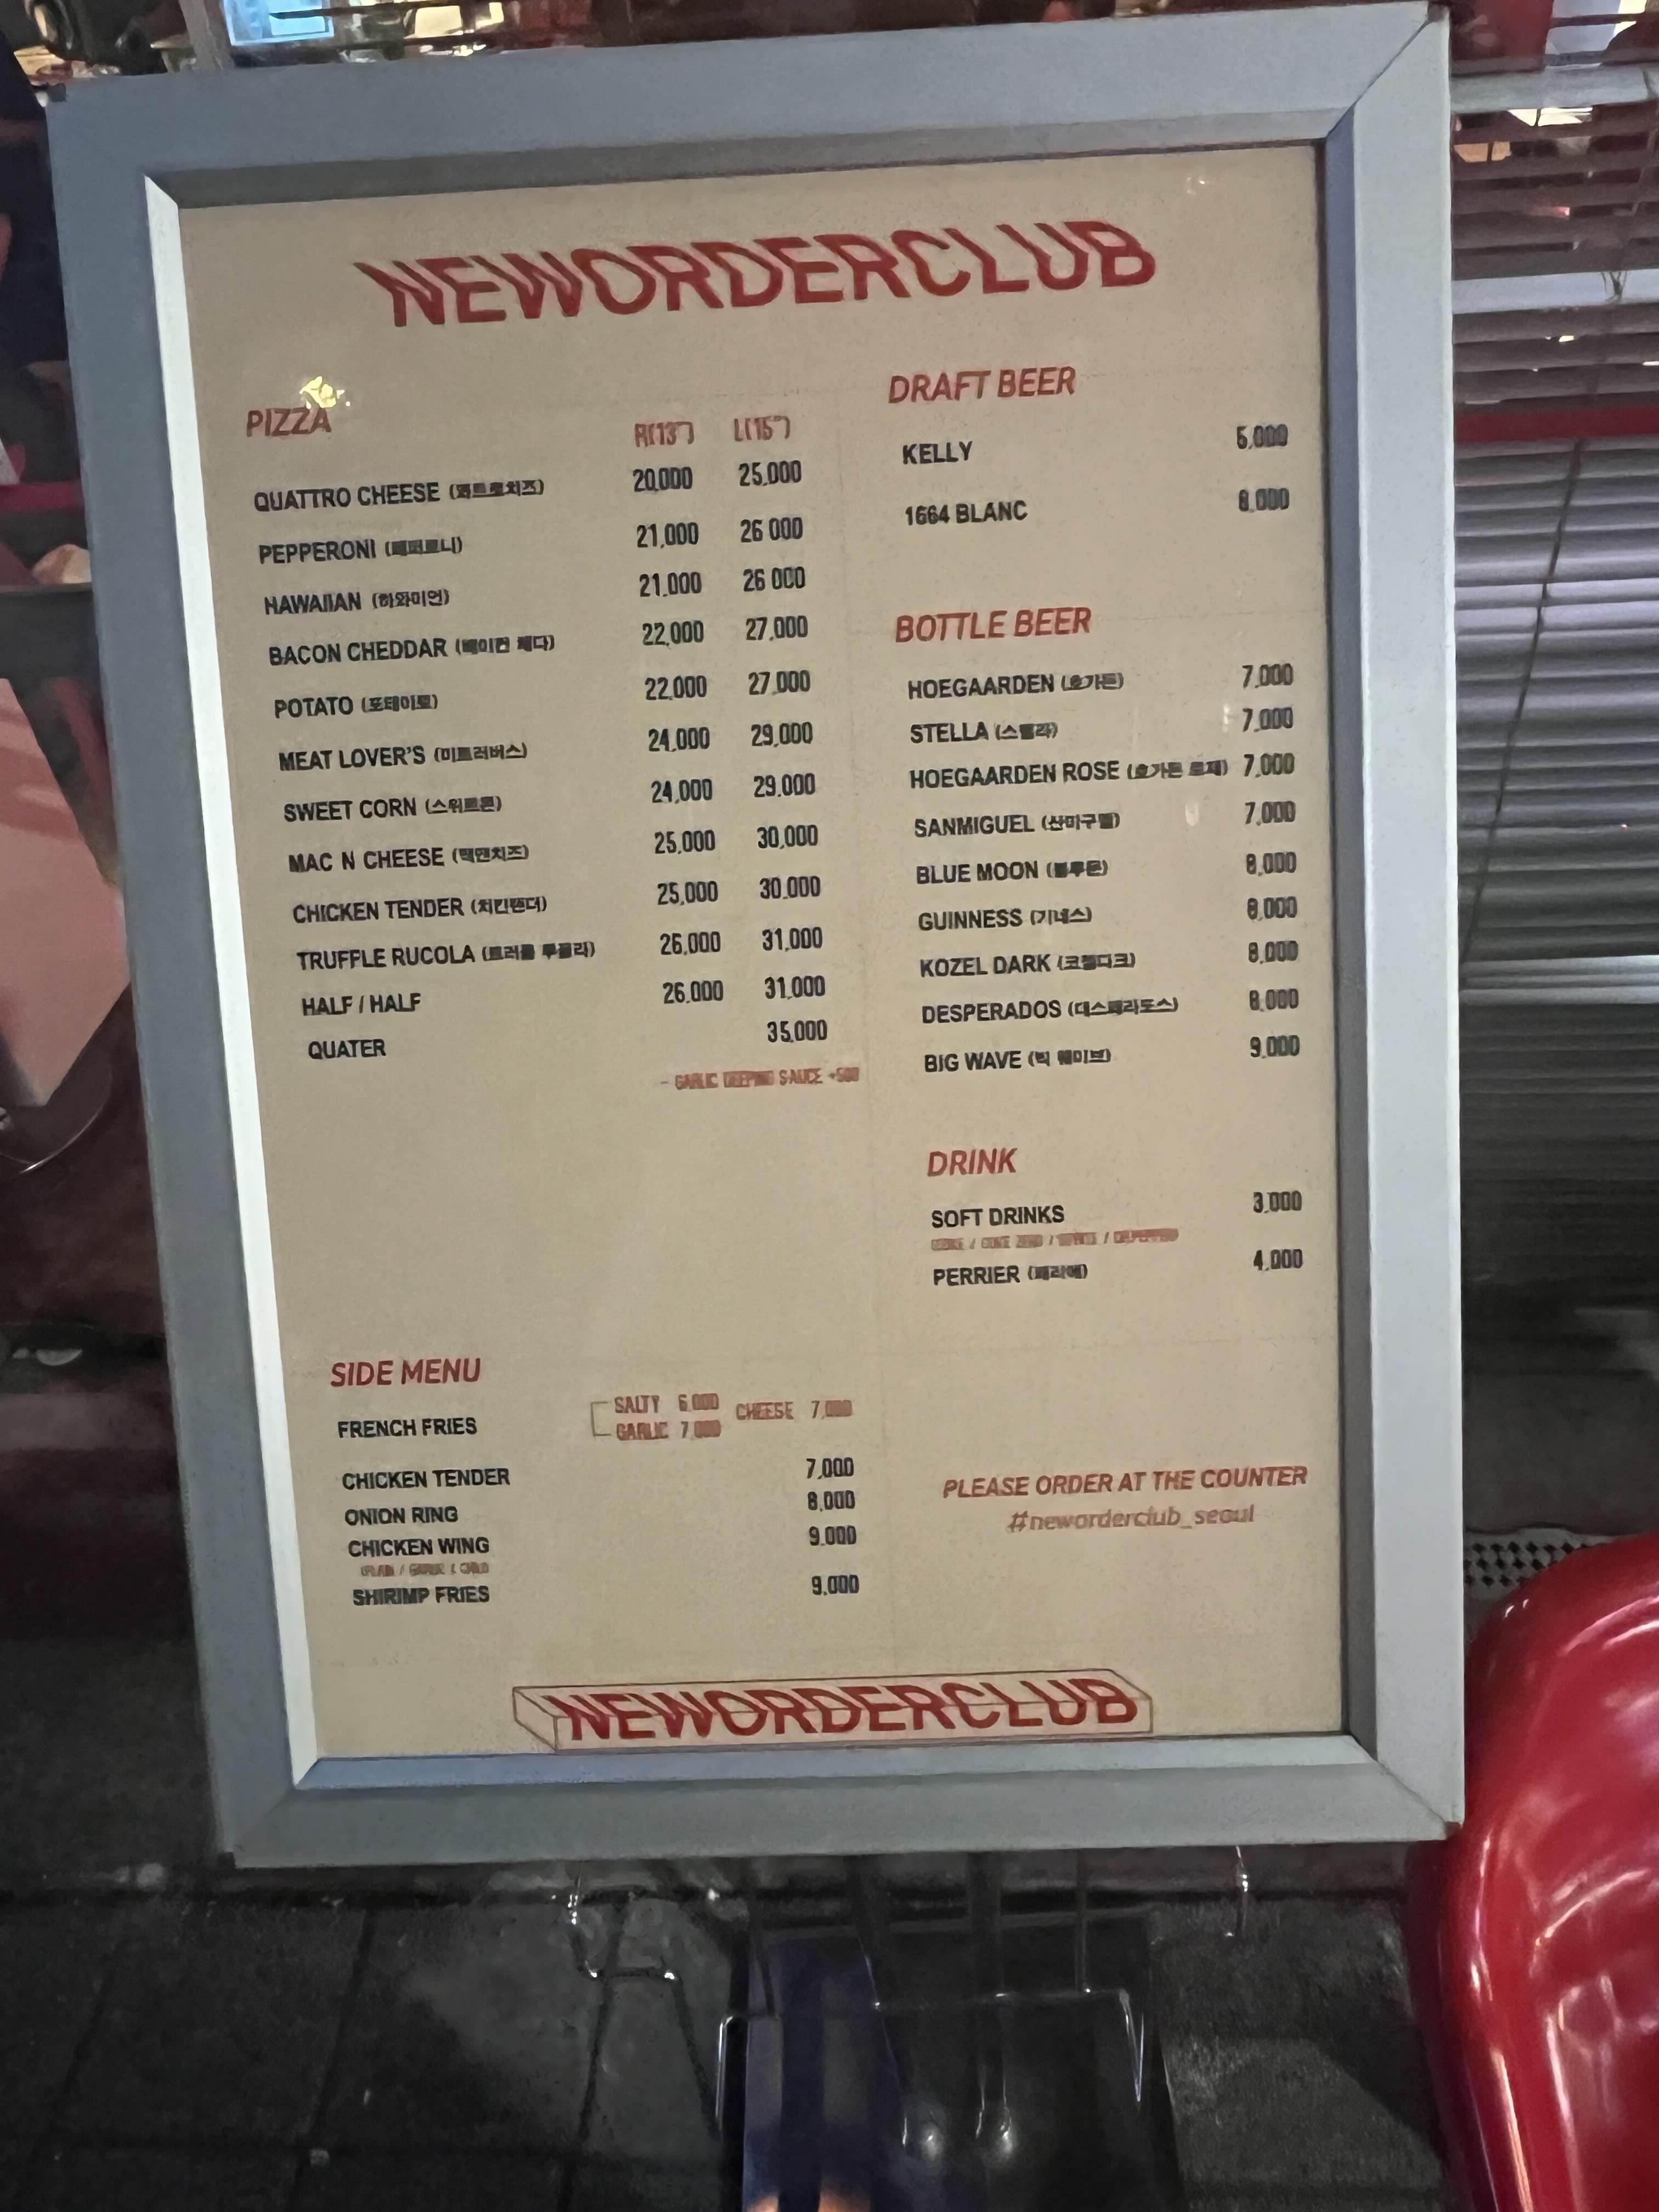 NEWORDERCLUB
PIZZA
R(13") L(15")
QUATTRO CHEESE (콰트로치즈) 20,000 25,000
PEPPERONI (페퍼로니) 21,000 26,000
HAWAIIAN (하와이언) 21,000 26,000
BACON CHEDDAR (베이컨 체다) 22,000 27,000
POTATO (포테이토) 22,000 27,000
MEAT LOVER'S (미트러버스) 24,000 29,000
SWEET CORN (스위트콘) 24,000 29,000
MAC N CHEESE (맥앤치즈) 25,000 30,000
CHICKEN TENDER (치킨텐더) 25,000 30,000
TRUFFLE RUCOLA (트러플 루꼴라) 26,000 31,000
HALF / HALF 26,000 31,000
QUATER 35,000
- GARLIC DEEPING SAUCE +500
SIDE MENU
FRENCH FRIES
SALTY 6,000 CHEESE 7,000
GARLIC 7,000
CHICKEN TENDER 7,000
ONION RING 8,000
CHICKEN WING 9,000
SHIRIMP FRIES 9,000
DRAFT BEER
KELLY
1664 BLANC 8,000
BOTTLE BEER
HOEGAARDEN (호가든) 7,000
STELLA (스텔라) 7,000
HOEGAARDEN ROSE (호가든 로제) 7,000
SANMIGUEL (산미구엘) 7,000
BLUE MOON (블루문) 8,000
GUINNESS (기네스) 8,000
KOZEL DARK (코젤다크) 8,000
DESPERADOS (데스페라도스) 8,000
BIG WAVE (빅 웨이브) 9,000
DRINK
SOFT DRINKS 3,000
PERRIER (페리에) 4,000
PLEASE ORDER AT THE COUNTER
#neworderclub_seoul
NEWORDERCLUB